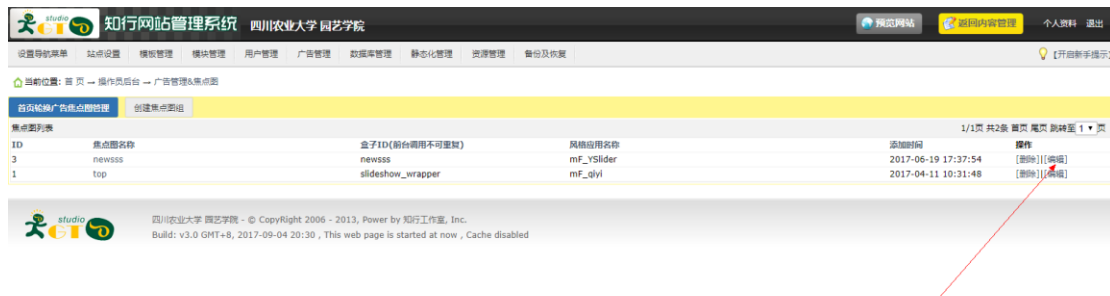 studio GTO 知行网站管理系统 四川农业大学 园艺学院 预览网站 返回内容管理 个人资料 退出
设置导航菜单 站点设置 模板管理 模块管理 用户管理 广告管理 数据库管理 静态化管理 资源管理 备份及恢复 [开启新手提示]
当前位置: 首 页 → 操作员后台 → 广告管理&焦点图
首页轮换广告焦点图管理 创建焦点图组
焦点图列表 1/1页 共2条 首页 尾页 跳转至 1 页
ID 焦点图名称 盒子ID(前台调用不可重复) 风格应用名称 添加时间 操作
3 newsss newsss mF_YSlider 2017-06-19 17:37:54 [删除]|[编辑]
1 top slideshow_wrapper mF_qiyi 2017-04-11 10:31:48 [删除]|[编辑]
studio GTO 四川农业大学 园艺学院 - © CopyRight 2006 - 2013, Power by 知行工作室, Inc.
Build: v3.0 GMT+8, 2017-09-04 20:30 , This web page is started at now , Cache disabled